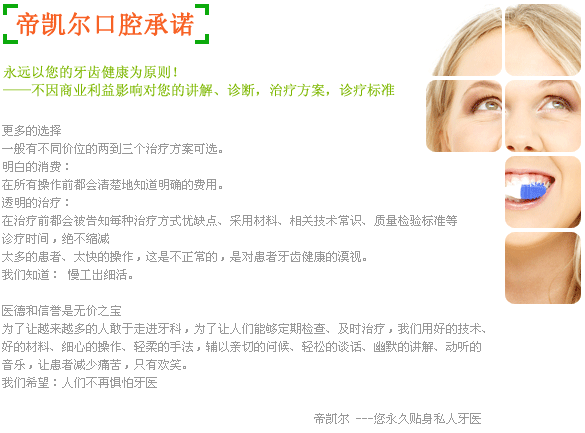 帝凯尔口腔承诺
永远以您的牙齿健康为原则！
——不因商业利益影响对您的讲解、诊断，治疗方案，诊疗标准
更多的选择
一般有不同价位的两到三个治疗方案可选。
明白的消费：
在所有操作前都会清楚地知道明确的费用。
透明的治疗：
在治疗前都会被告知每种治疗方式优缺点、采用材料、相关技术常识、质量检验标准等
诊疗时间，绝不缩减
太多的患者、太快的操作，这是不正常的，是对患者牙齿健康的漠视。
我们知道： 慢工出细活。
医德和信誉是无价之宝
为了让越来越多的人敢于走进牙科，为了让人们能够定期检查、及时治疗，我们用好的技术、
好的材料、细心的操作、轻柔的手法，辅以亲切的问候、轻松的谈话、幽默的讲解、动听的
音乐，让患者减少痛苦，只有欢笑。
我们希望：人们不再惧怕牙医
帝凯尔 ---您永久贴身私人牙医